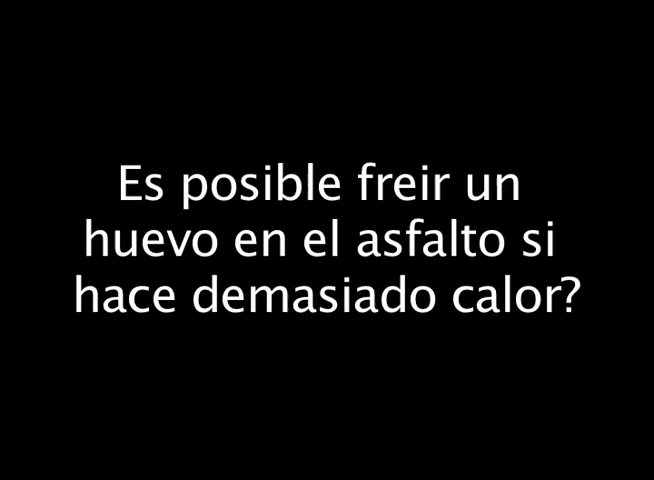 Es posible freir un
huevo en el asfalto si
hace demasiado calor?